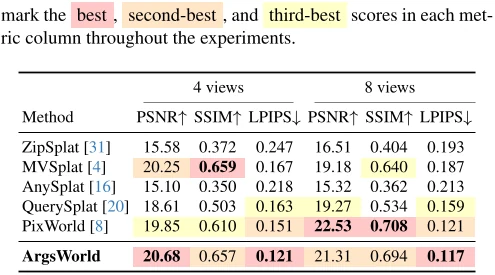 mark the best, second-best, and third-best scores in each met-
ric column throughout the experiments.
4 views 8 views
Method PSNR↑ SSIM↑ LPIPS↓ PSNR↑ SSIM↑ LPIPS↓
ZipSplat [31] 15.58 0.372 0.247 16.51 0.404 0.193
MVSplat [4] 20.25 0.659 0.167 19.18 0.640 0.187
AnySplat [16] 15.10 0.350 0.218 15.32 0.362 0.213
QuerySplat [20] 18.61 0.503 0.163 19.27 0.534 0.159
PixWorld [8] 19.85 0.610 0.151 22.53 0.708 0.121
ArgsWorld 20.68 0.657 0.121 21.31 0.694 0.117